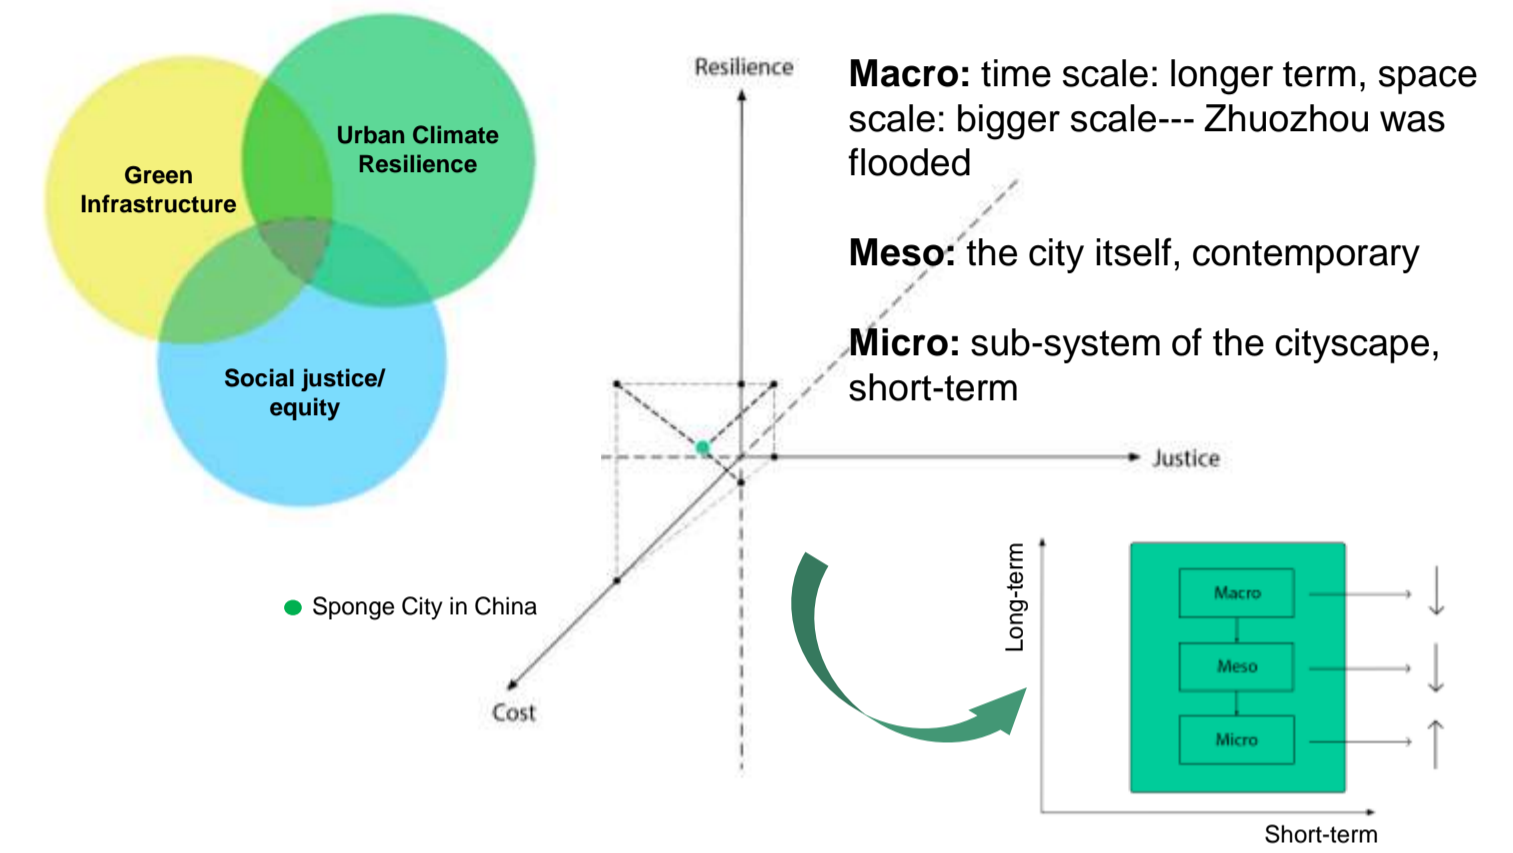 Green
Infrastructure
Urban Climate
Resilience
Social justice/
equity
Resilience
Justice
Cost
Sponge City in China
Macro: time scale: longer term, space
scale: bigger scale--- Zhuozhou was
flooded
Meso: the city itself, contemporary
Micro: sub-system of the cityscape,
short-term
Long-term
Macro
Meso
Micro
Short-term